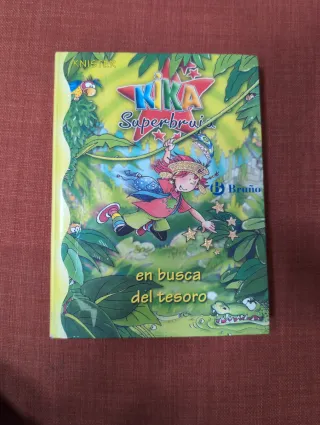 KNISTER
KIKA
Superbruja
Bruño
en busca
del tesoro